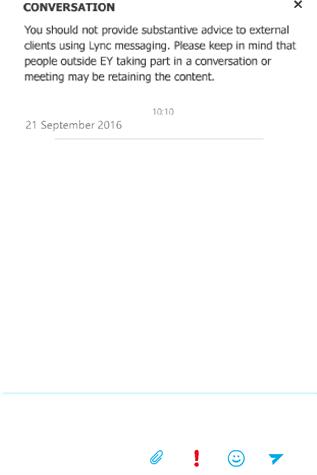 CONVERSATION
You should not provide substantive advice to external
clients using Lync messaging. Please keep in mind that
people outside EY taking part in a conversation or
meeting may be retaining the content.
10:10
21 September 2016